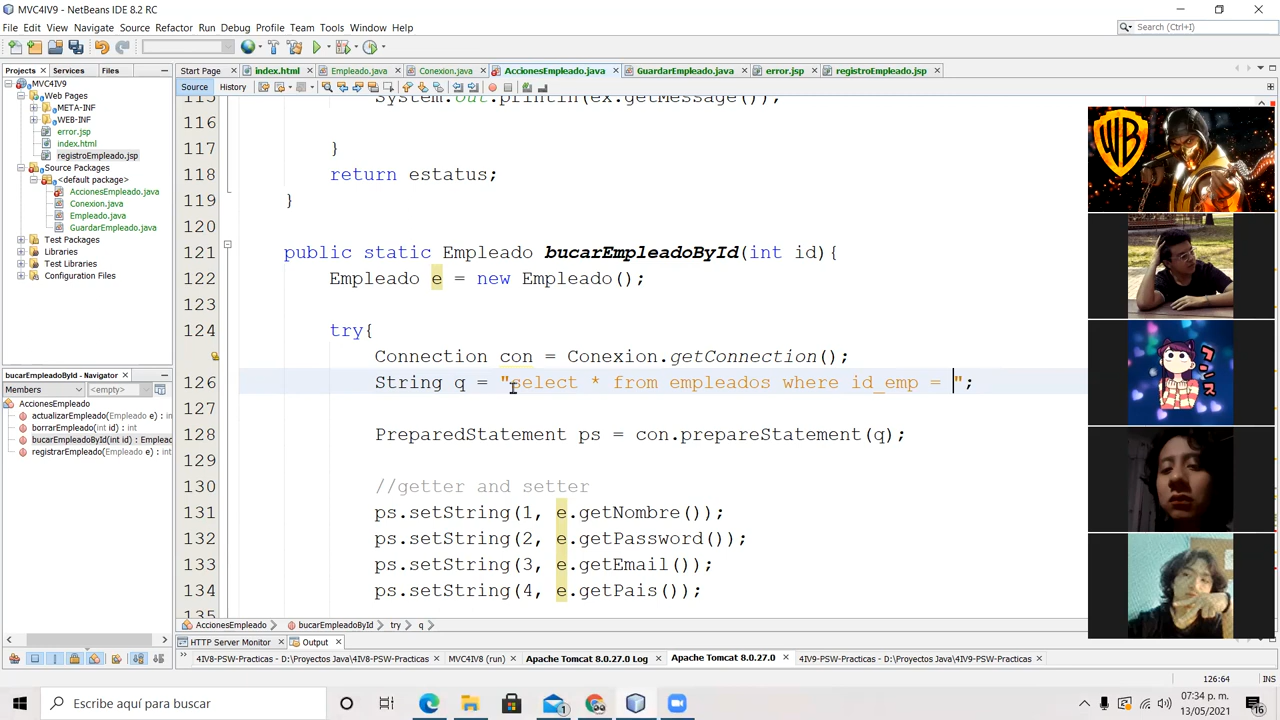 MVC4IV9 - NetBeans IDE 8.2 RC
File Edit View Navigate Source Refactor Run Debug Profile Team Tools Window Help
Search (Ctrl+I)
Projects Services Files
MVC4IV9
Web Pages
META-INF
WEB-INF
error.jsp
index.html
registroEmpleado.jsp
Source Packages
<default package>
AccionesEmpleado.java
Conexion.java
Empleado.java
GuardarEmpleado.java
Test Packages
Libraries
Test Libraries
Configuration Files
bucarEmpleadoById - Navigator
Members <empty>
AccionesEmpleado
actualizarEmpleado(Empleado e) : int
borrarEmpleado(int id) : int
bucarEmpleadoById(int id) : Emplead
registrarEmpleado(Empleado e) : int
Start Page index.html Empleado.java Conexion.java AccionesEmpleado.java GuardarEmpleado.java error.jsp registroEmpleado.jsp
Source History
115 System.out.println(ex.getMessage());
116
117 }
118 return estatus;
119 }
120
121 public static Empleado bucarEmpleadoById(int id){
122 Empleado e = new Empleado();
123
124 try{
Connection con = Conexion.getConnection();
126 String q = "select * from empleados where id_emp = ";
127
128 PreparedStatement ps = con.prepareStatement(q);
129
130 //getter and setter
131 ps.setString(1, e.getNombre());
132 ps.setString(2, e.getPassword());
133 ps.setString(3, e.getEmail());
134 ps.setString(4, e.getPais());
135
WB
AccionesEmpleado bucarEmpleadoById try q
HTTP Server Monitor Output
4IV8-PSW-Practicas - D:\Proyectos Java\4IV8-PSW-Practicas MVC4IV8 (run) Apache Tomcat 8.0.27.0 Log Apache Tomcat 8.0.27.0 4IV9-PSW-Practicas - D:\Proyectos Java\4IV9-PSW-Practicas
126:64 INS
Escribe aquí para buscar
1
07:34 p. m.
13/05/2021
16